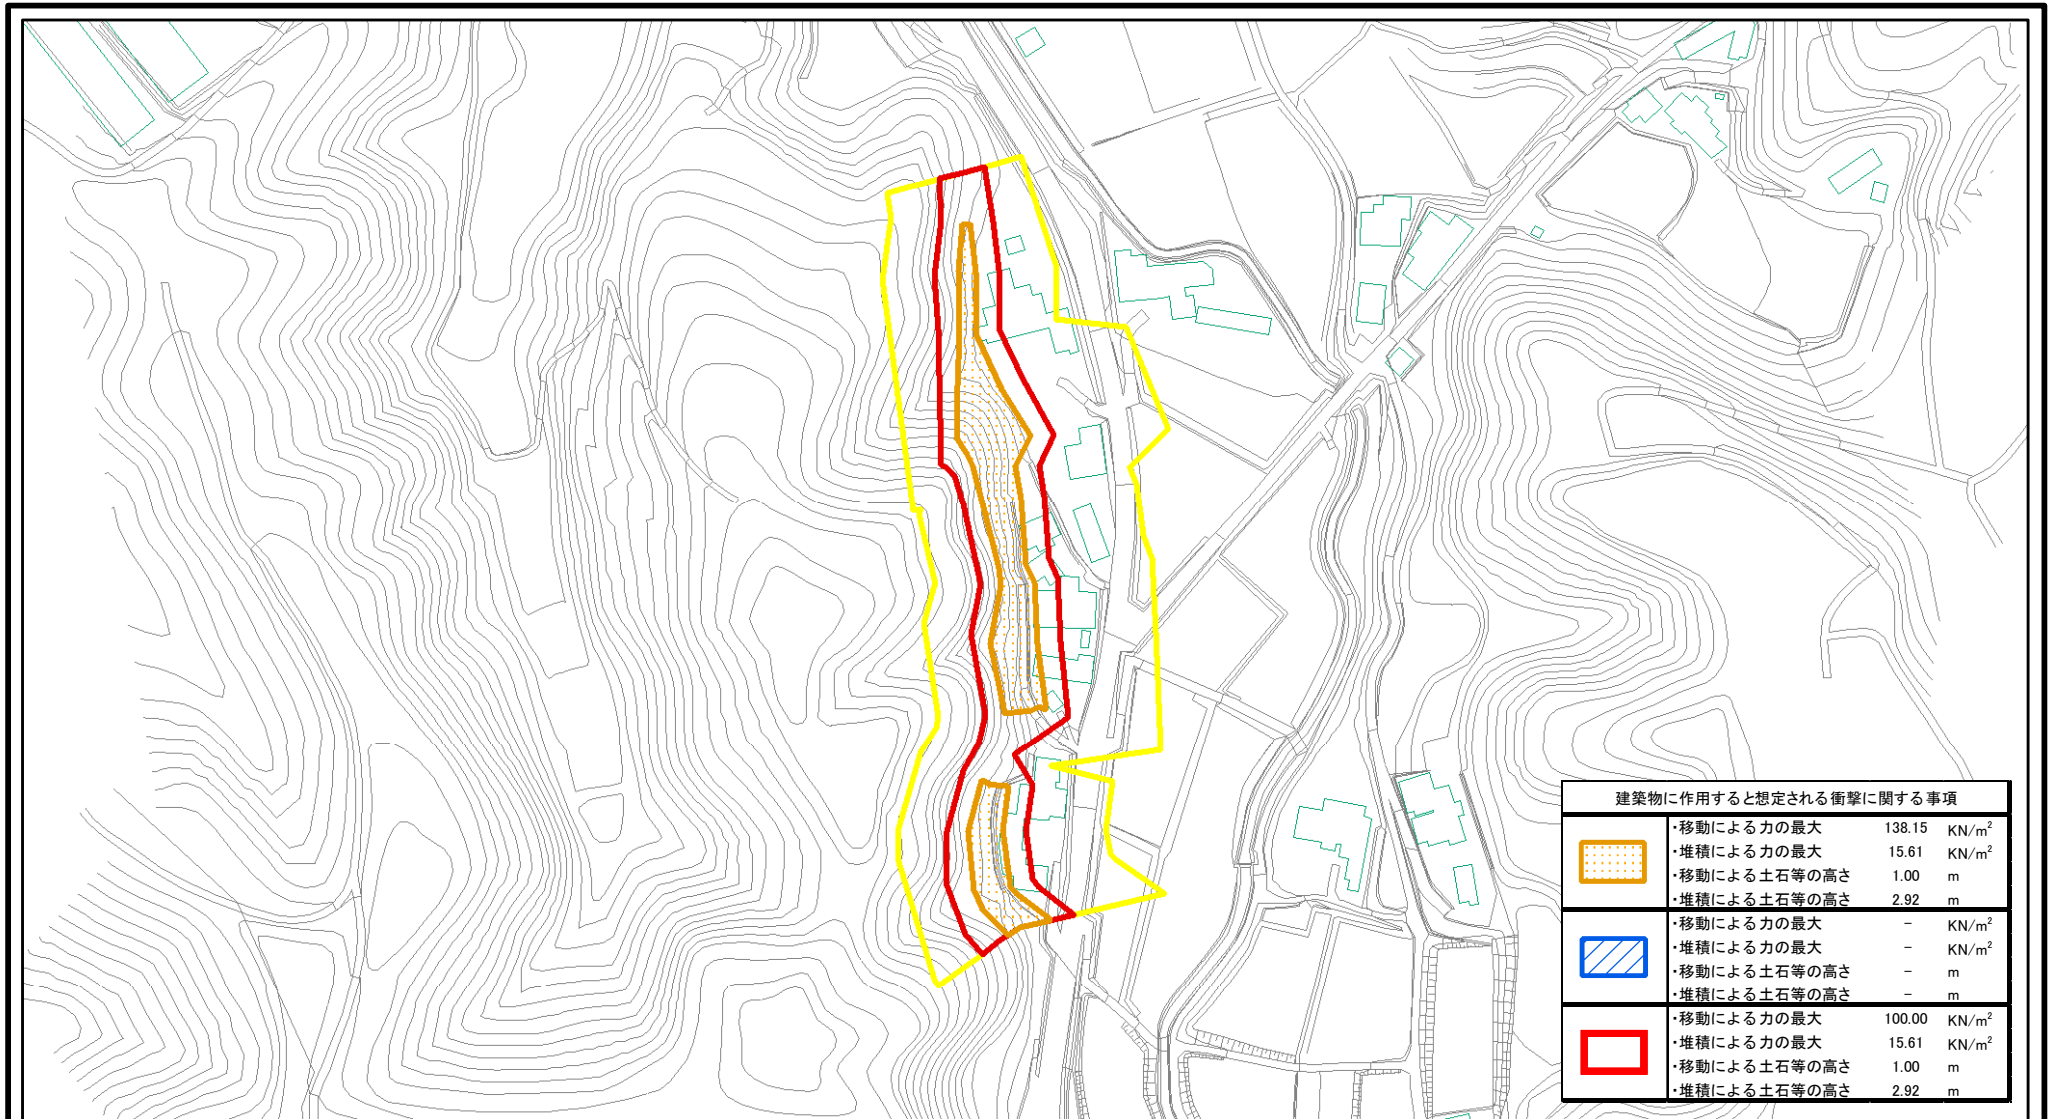 建築物に作用すると想定される衝撃に関する事項
・移動による力の最大 138.15 KN/m²
・堆積による力の最大 15.61 KN/m²
・移動による土石等の高さ 1.00 m
・堆積による土石等の高さ 2.92 m
・移動による力の最大 － KN/m²
・堆積による力の最大 － KN/m²
・移動による土石等の高さ － m
・堆積による土石等の高さ － m
・移動による力の最大 100.00 KN/m²
・堆積による力の最大 15.61 KN/m²
・移動による土石等の高さ 1.00 m
・堆積による土石等の高さ 2.92 m